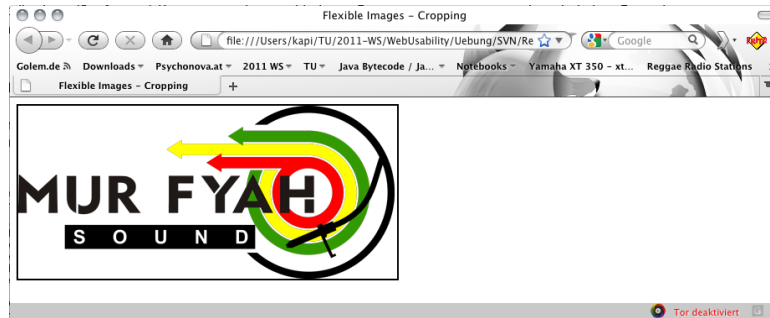 Flexible Images – Cropping
file:///Users/kapi/TU/2011-WS/WebUsability/Uebung/SVN/Re
Google
Golem.de Downloads Psychonova.at 2011 WS TU Java Bytecode / Ja... Notebooks Yamaha XT 350 – xt... Reggae Radio Stations
Flexible Images – Cropping +
MUR FYAH
SOUND
Tor deaktiviert